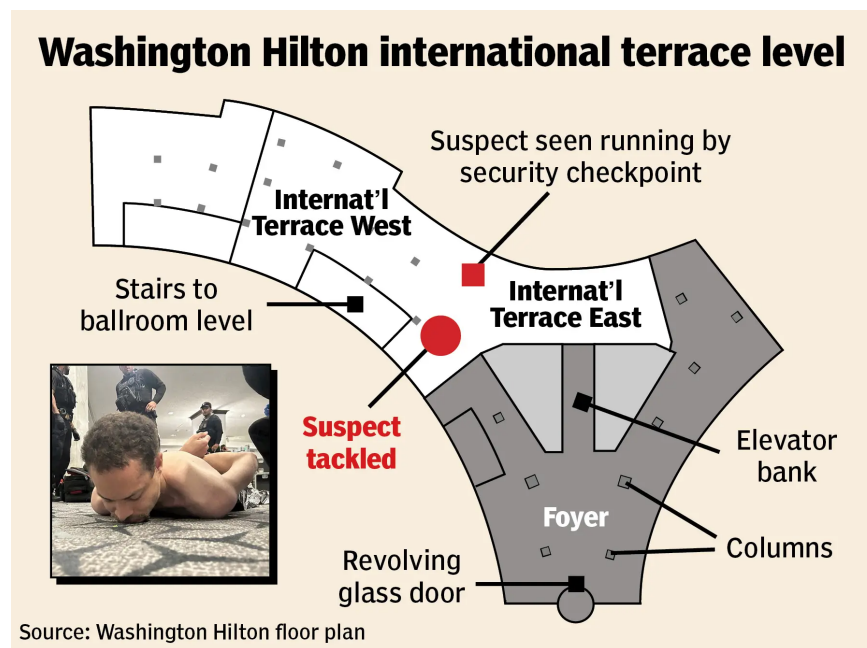 Washington Hilton international terrace level
Suspect seen running by
security checkpoint
Internat’l
Terrace West
Internat’l
Terrace East
Stairs to
ballroom level
Suspect
tackled
Elevator
bank
Foyer
Columns
Revolving
glass door
Source: Washington Hilton floor plan